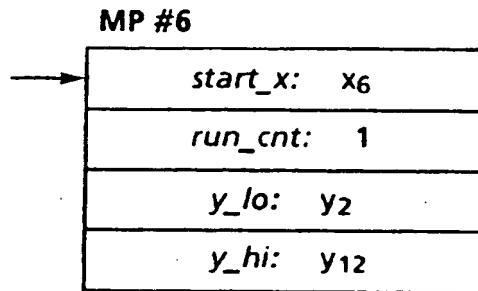 MP #6
start_x: x6
run_cnt: 1
y_lo: y2
y_hi: y12